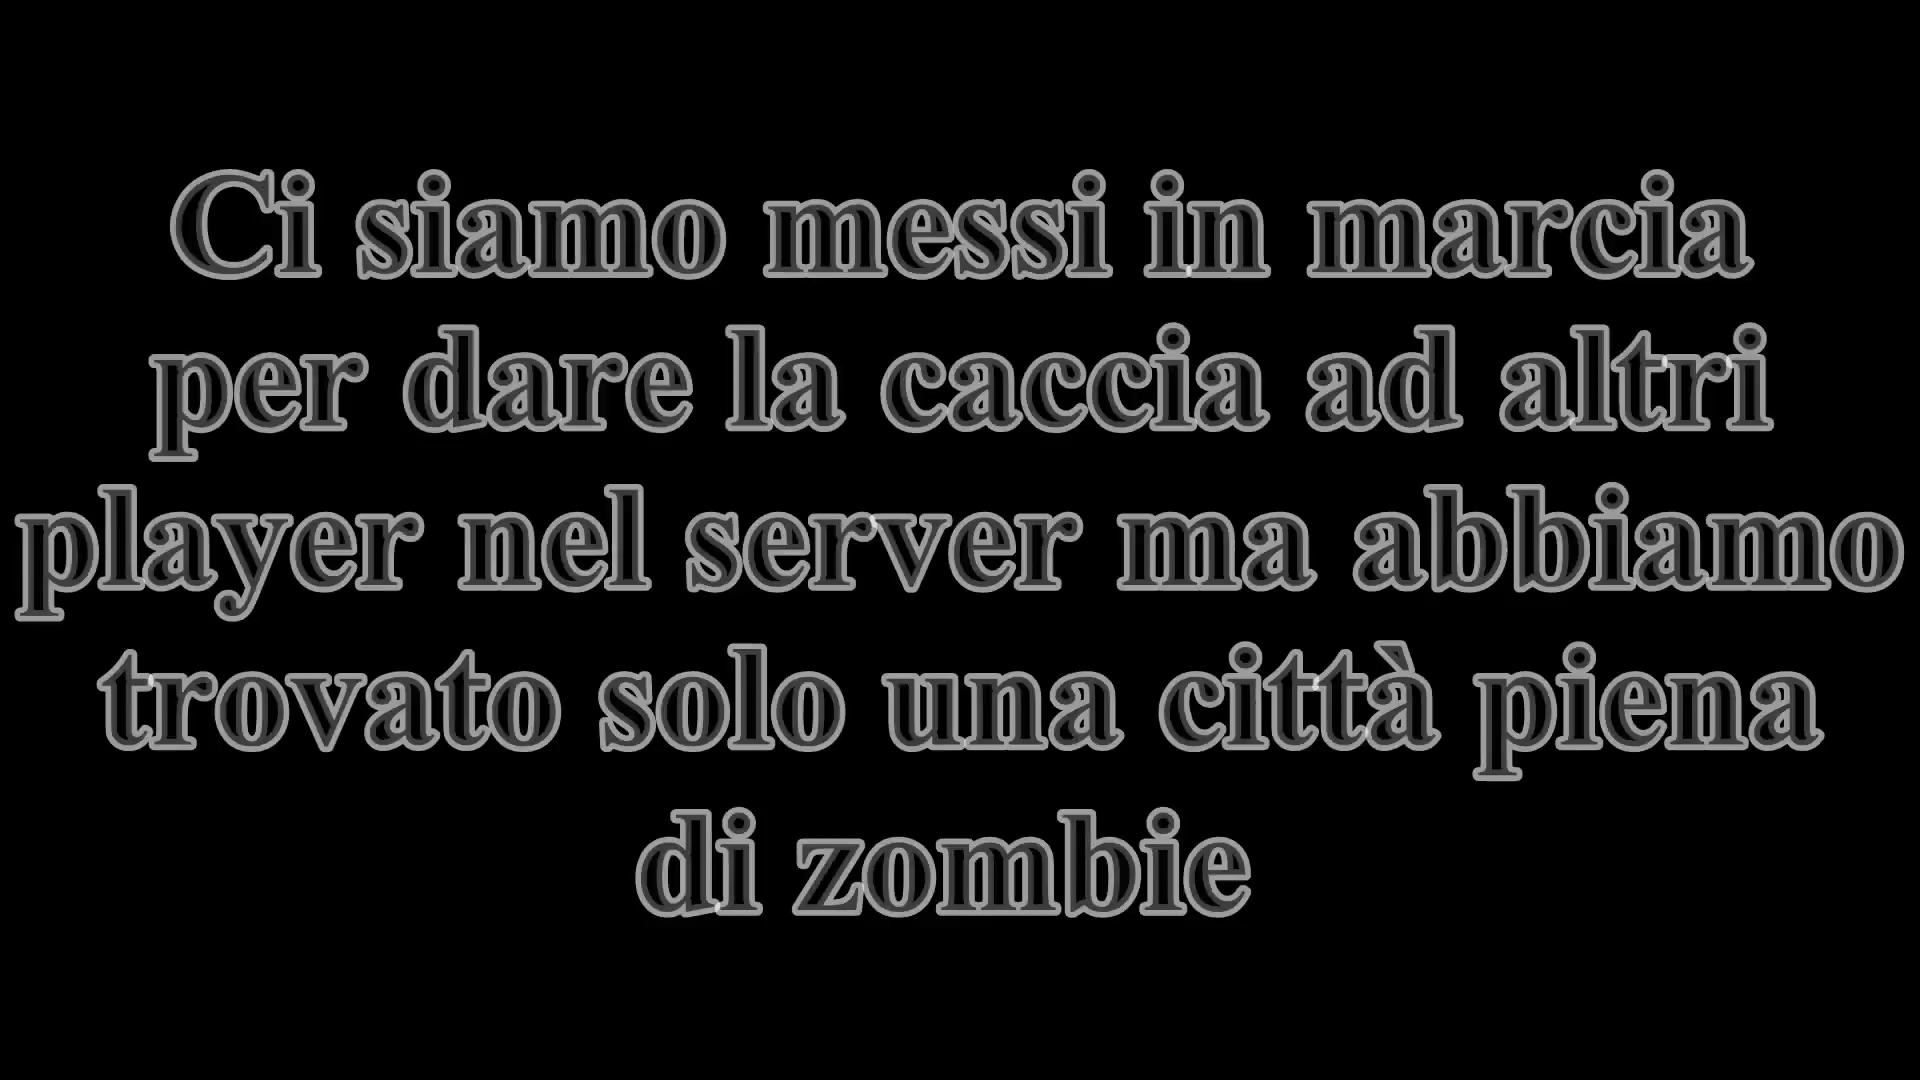 Ci siamo messi in marcia
per dare la caccia ad altri
player nel server ma abbiamo
trovato solo una città piena
di zombie